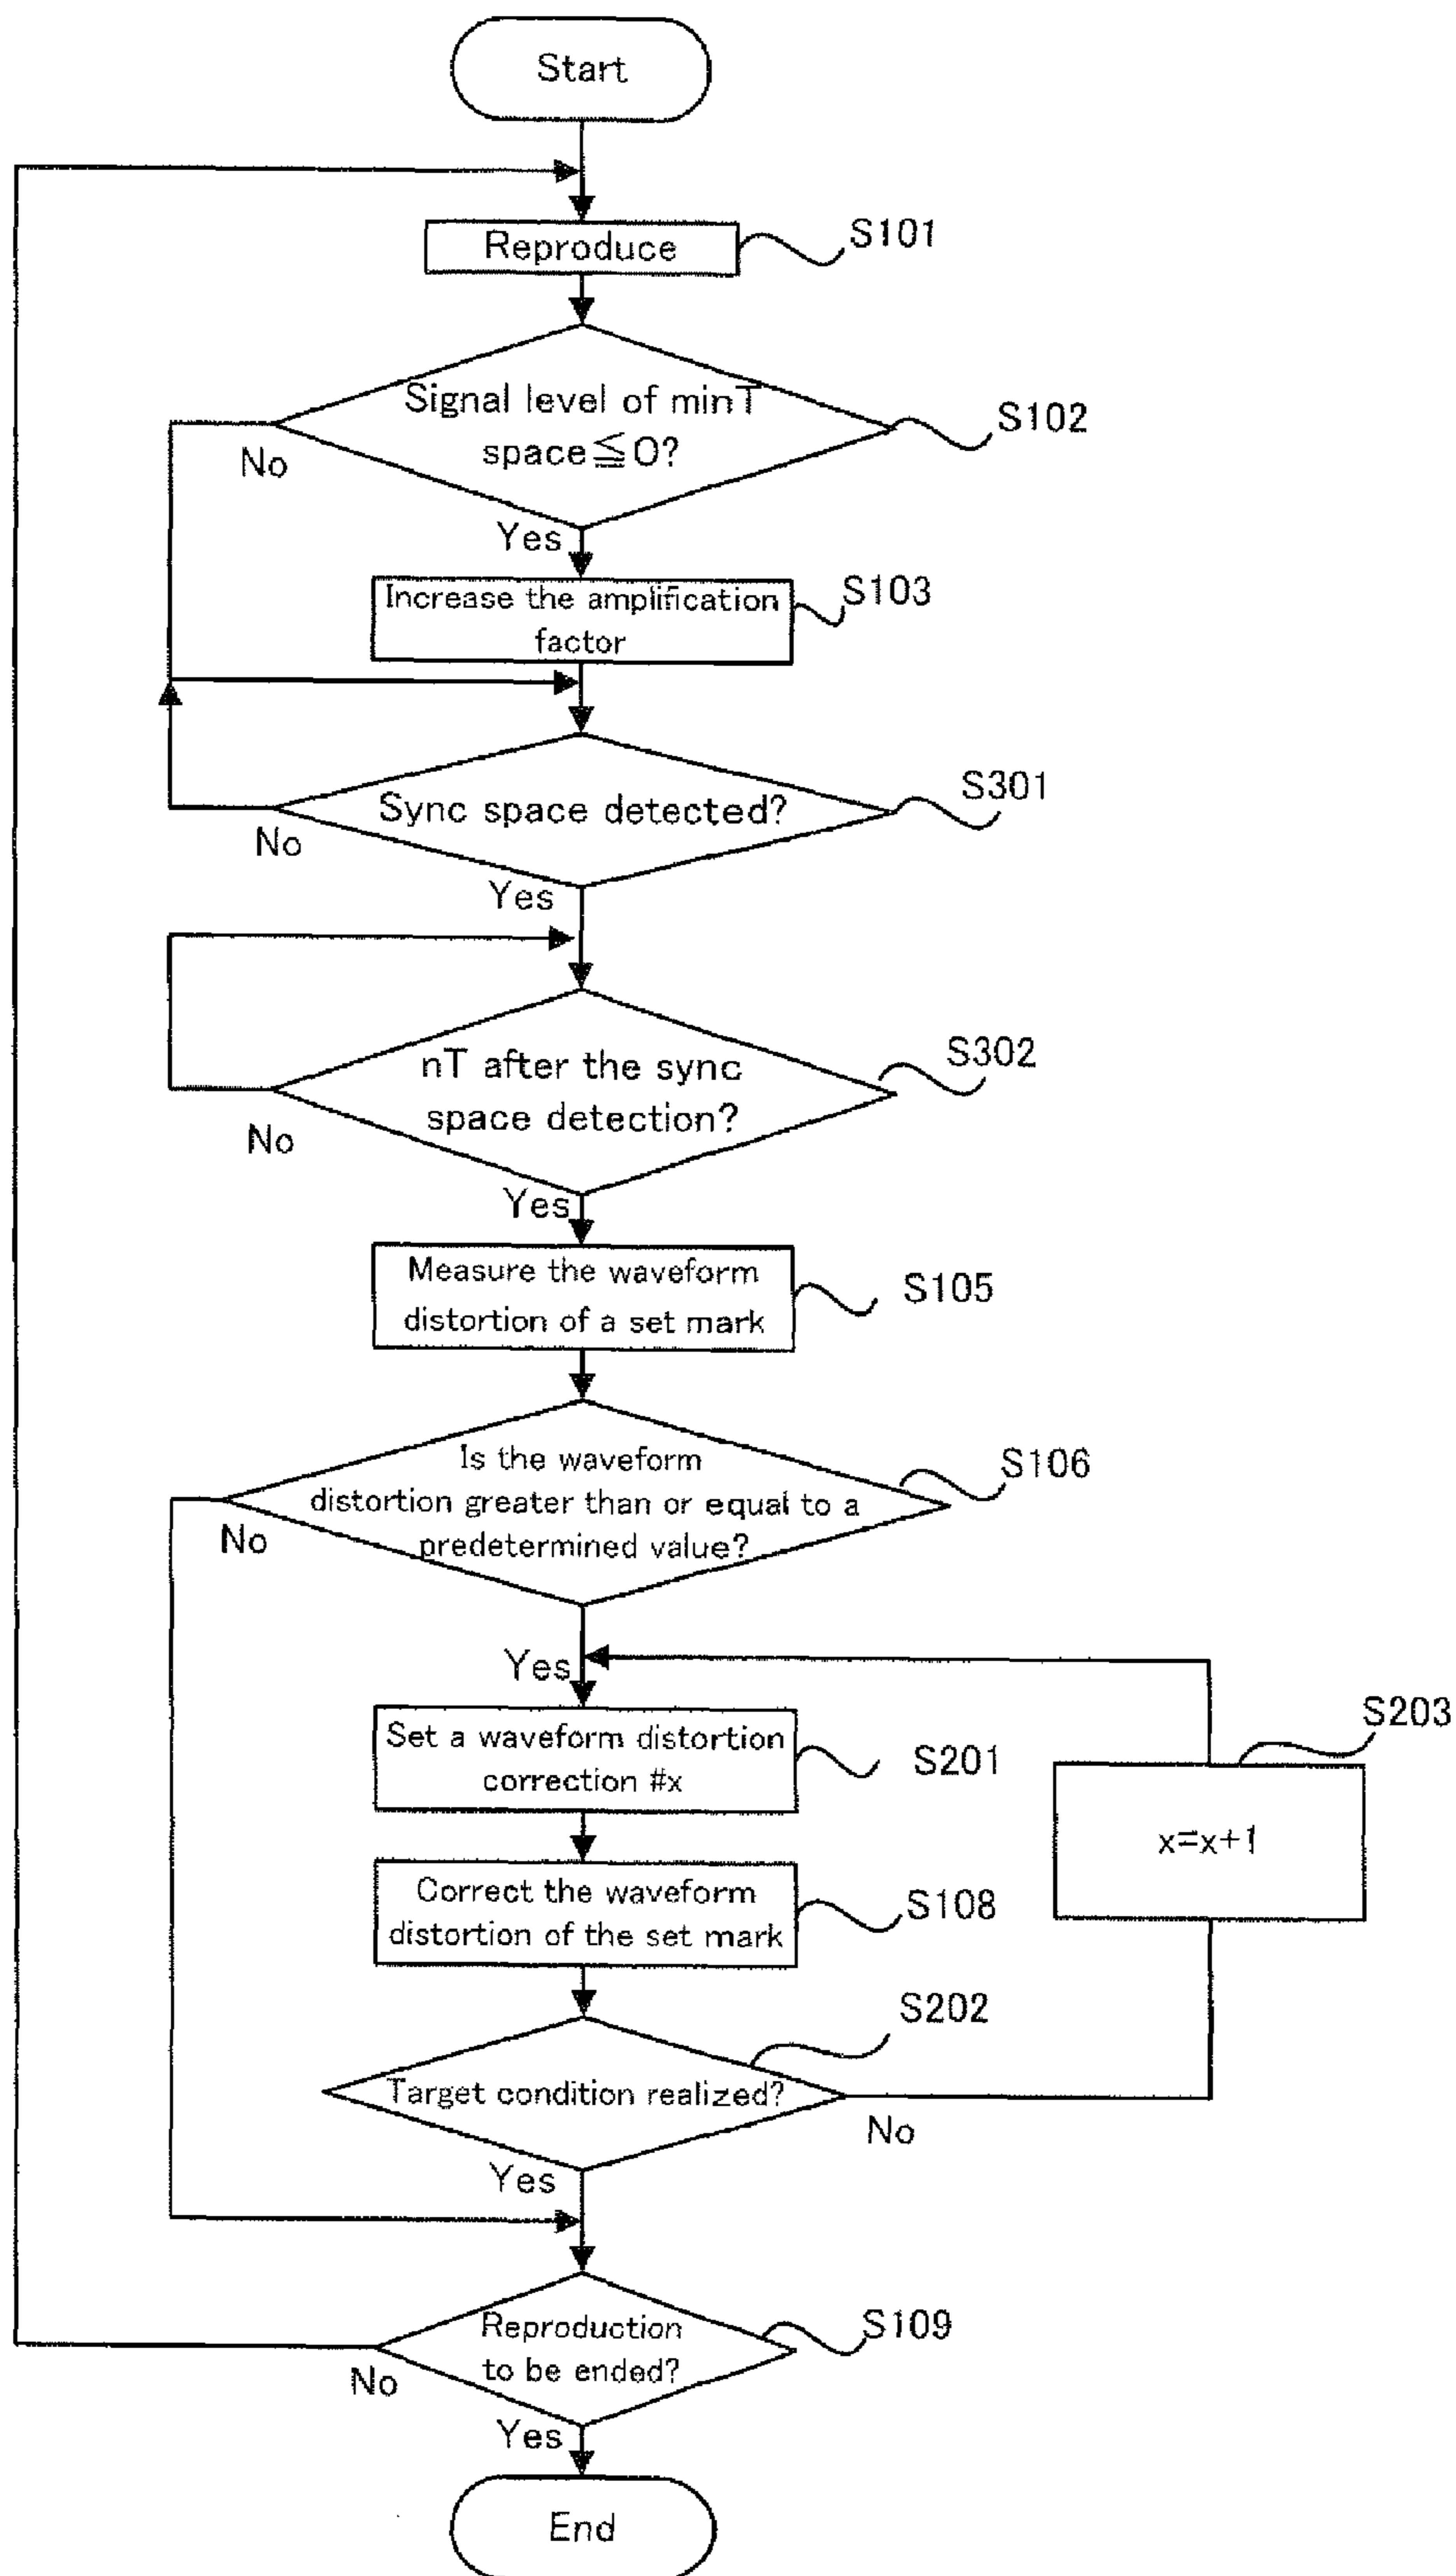 Start
Reproduce
S101
Signal level of minT
space≦0?
S102
No
Yes
Increase the amplification
factor
S103
Sync space detected?
S301
No
Yes
nT after the sync
space detection?
S302
No
Yes
Measure the waveform
distortion of a set mark
S105
Is the waveform
distortion greater than or equal to a
predetermined value?
S106
No
Yes
Set a waveform distortion
correction #x
S201
S203
x=x+1
Correct the waveform
distortion of the set mark
S108
Target condition realized?
S202
No
Yes
Reproduction
to be ended?
S109
No
Yes
End